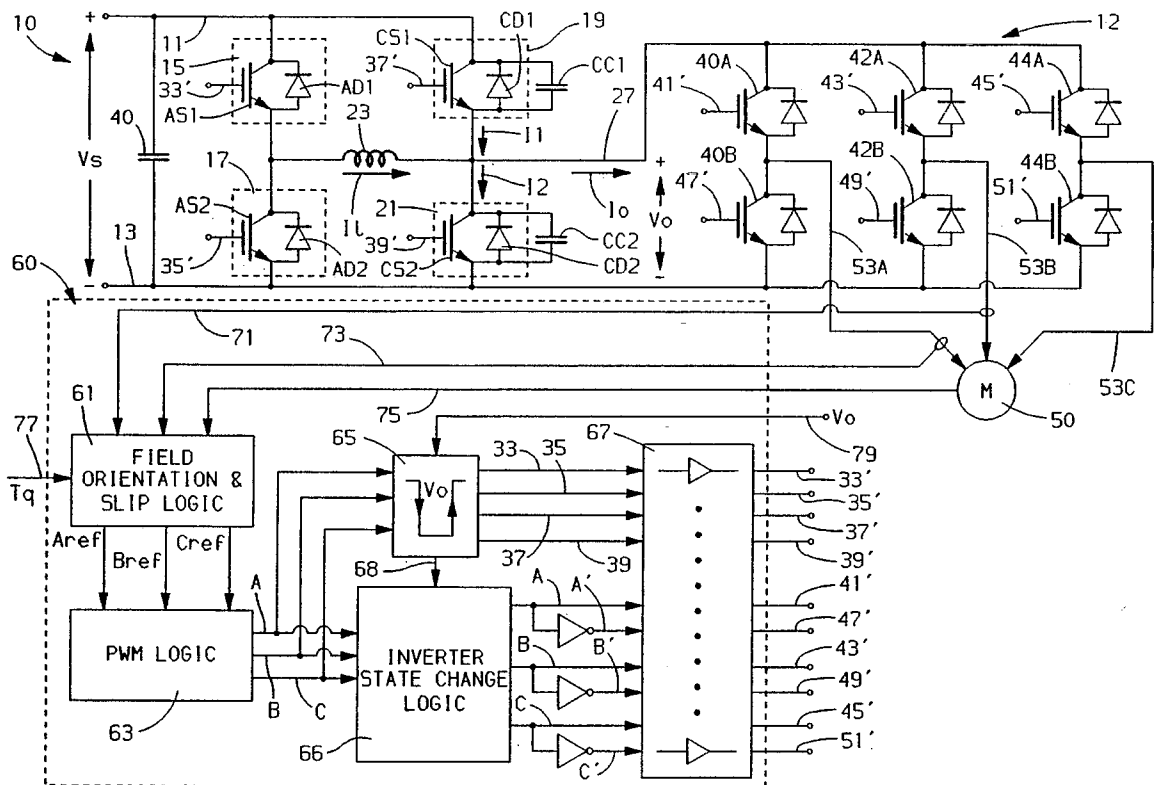 10
+
11
15
33′
AS1
AD1
CS1
37′
CD1
19
CC1
27
12
40A
41′
42A
43′
44A
45′
40
Vs
23
I1
I2
17
AS2
35′
AD2
Iι
21
39′
CS2
CC2
CD2
Io
+
Vo
-
47′
40B
49′
42B
51′
44B
53A
53B
13
-
60
71
73
75
53C
M
50
77
Tq
61
FIELD
ORIENTATION &
SLIP LOGIC
Aref
Bref
Cref
65
Vo
Vo
79
33
35
37
39
67
68
PWM LOGIC
63
A
B
C
INVERTER
STATE CHANGE
LOGIC
66
A
A′
B
B′
C
C′
33′
35′
37′
39′
41′
47′
43′
49′
45′
51′